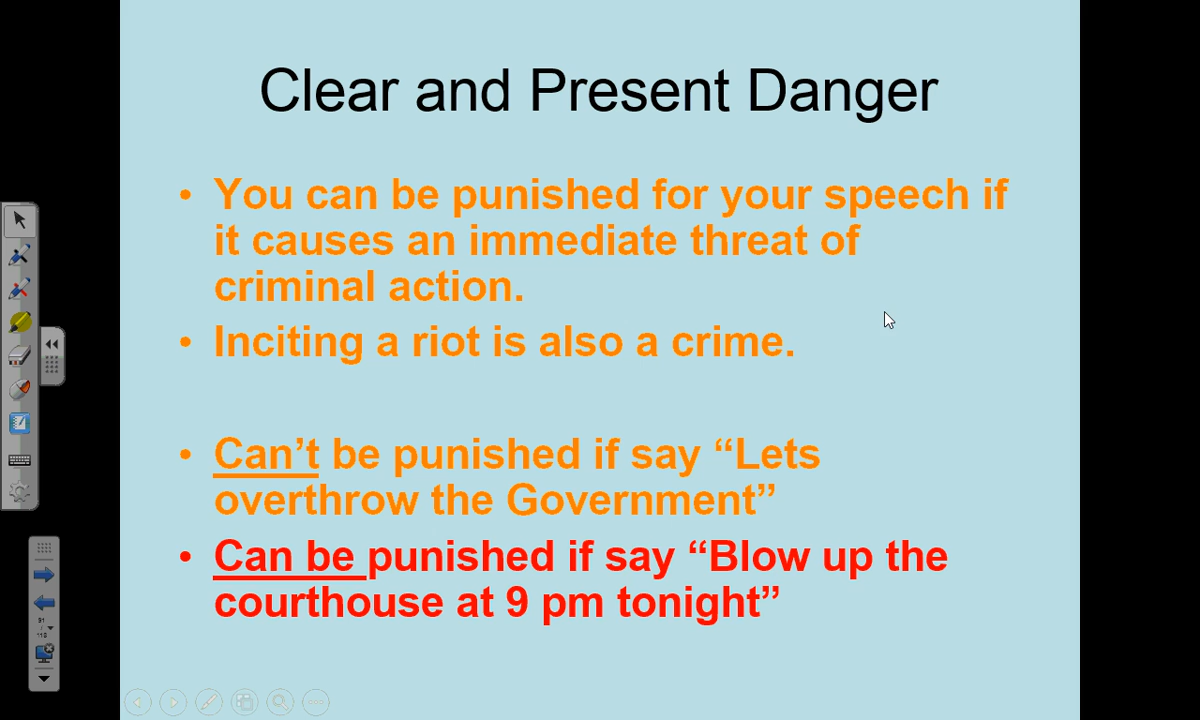 Clear and Present Danger
• You can be punished for your speech if
it causes an immediate threat of
criminal action.
• Inciting a riot is also a crime.
• Can’t be punished if say “Lets
overthrow the Government”
• Can be punished if say “Blow up the
courthouse at 9 pm tonight”